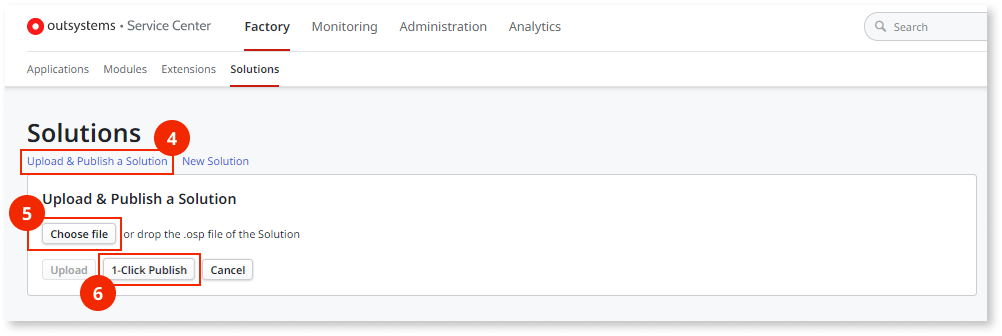 outsystems • Service Center Factory Monitoring Administration Analytics Search
Applications Modules Extensions Solutions
Solutions
4
Upload & Publish a Solution New Solution
Upload & Publish a Solution
5
Choose file or drop the .osp file of the Solution
Upload 1-Click Publish Cancel
6